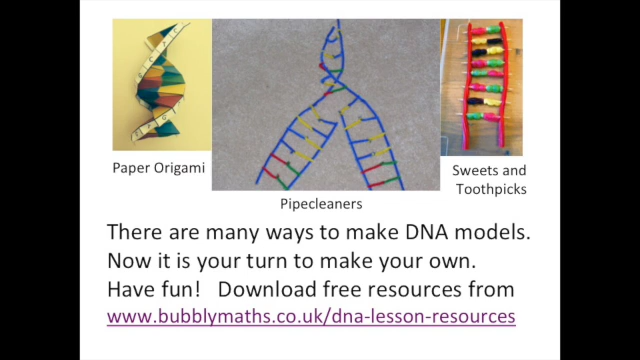 Paper Origami
Pipecleaners
Sweets and
Toothpicks
There are many ways to make DNA models.
Now it is your turn to make your own.
Have fun! Download free resources from
www.bubblymaths.co.uk/dna-lesson-resources